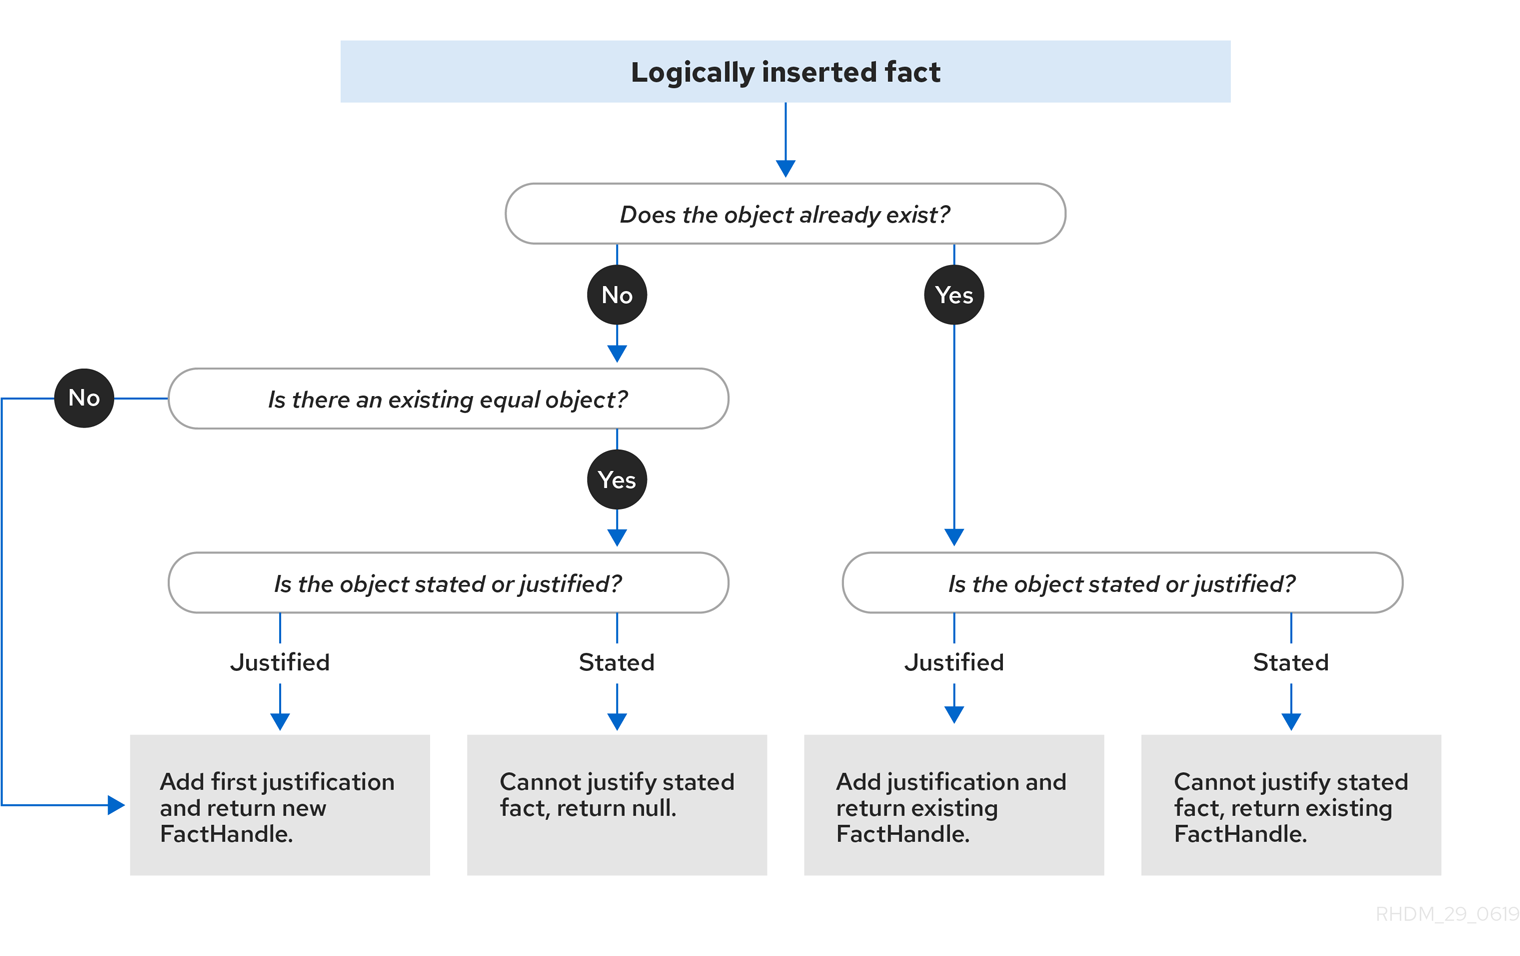 Logically inserted fact
Does the object already exist?
No
Yes
No
Is there an existing equal object?
Yes
Is the object stated or justified?
Is the object stated or justified?
Justified
Stated
Justified
Stated
Add first justification
and return new
FactHandle.
Cannot justify stated
fact, return null.
Add justification and
return existing
FactHandle.
Cannot justify stated
fact, return existing
FactHandle.
RHDM_29_0619